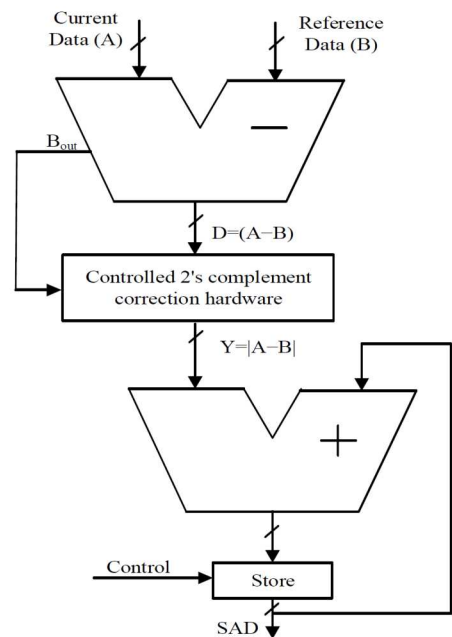 Current
Data (A)
Reference
Data (B)
−
B_out
D=(A−B)
Controlled 2's complement
correction hardware
Y=|A−B|
+
Control
Store
SAD